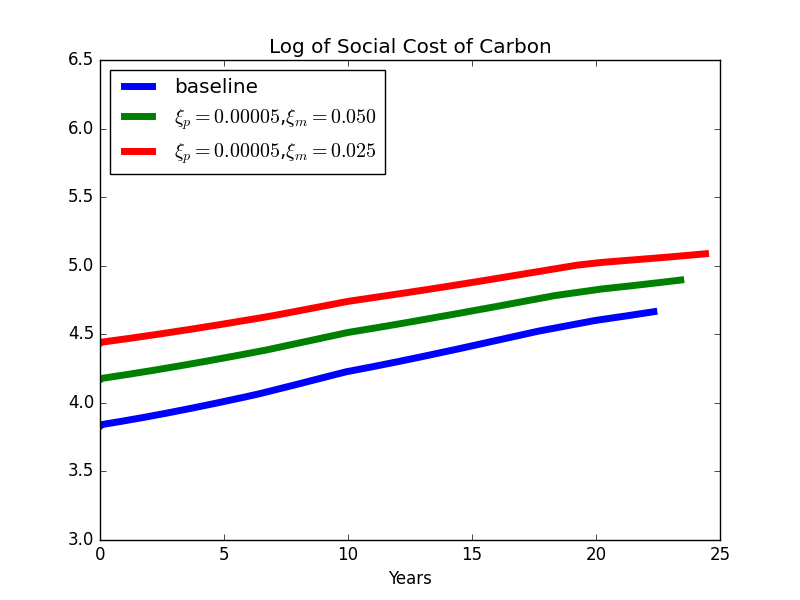 Log of Social Cost of Carbon
6.5
6.0
5.5
5.0
4.5
4.0
3.5
3.0
baseline
ξp = 0.00005,ξm = 0.050
ξp = 0.00005,ξm = 0.025
0 5 10 15 20 25
Years